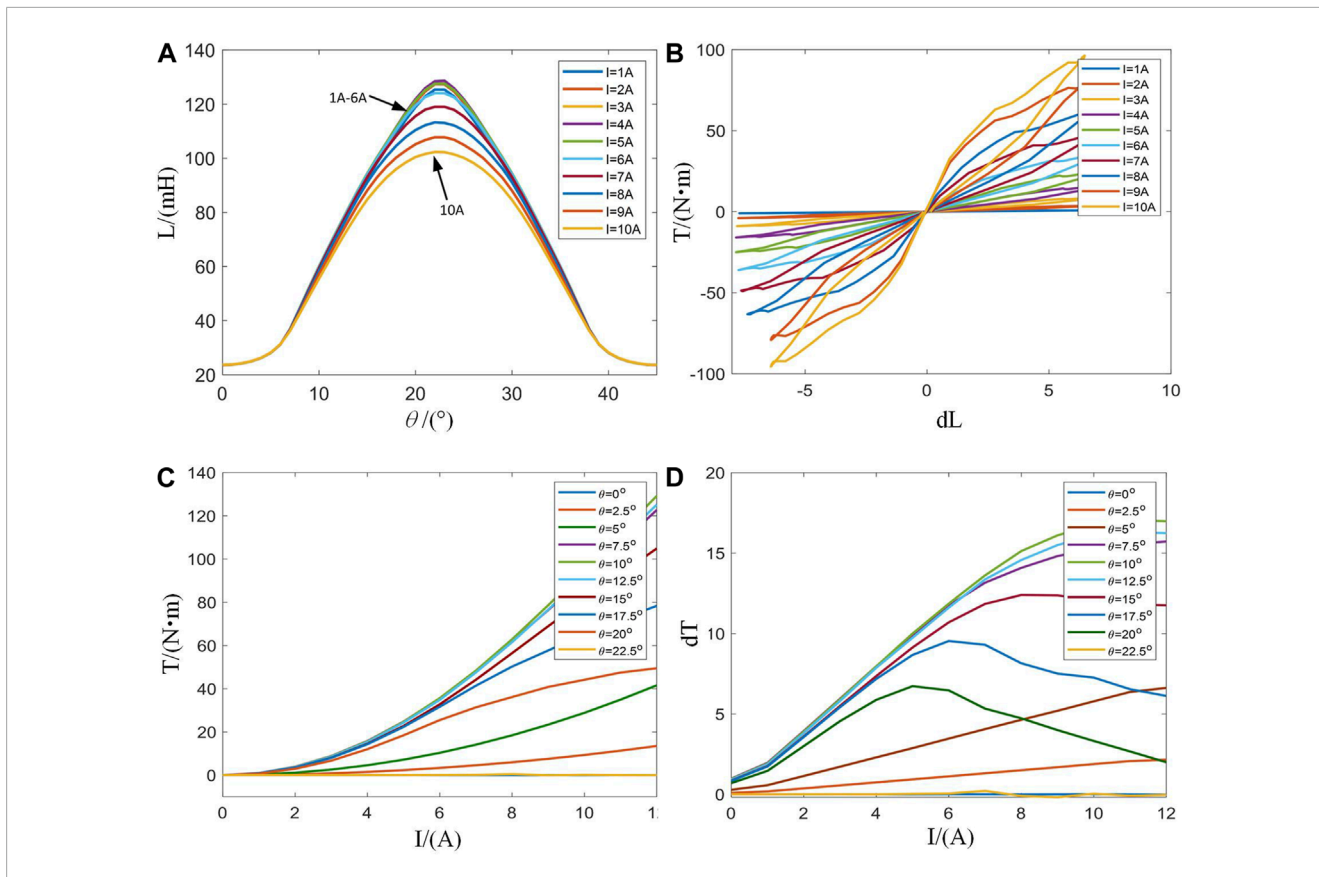 A
L/(mH)
140
120
100
80
60
40
20
0
10
20
30
40
θ/(°)
1A-6A
10A
I=1A
I=2A
I=3A
I=4A
I=5A
I=6A
I=7A
I=8A
I=9A
I=10A
B
T/(N•m)
100
50
0
-50
-100
-5
0
5
10
dL
I=1A
I=2A
I=3A
I=4A
I=5A
I=6A
I=7A
I=8A
I=9A
I=10A
C
T/(N•m)
140
120
100
80
60
40
20
0
0
2
4
6
8
10
I/(A)
θ=0°
θ=2.5°
θ=5°
θ=7.5°
θ=10°
θ=12.5°
θ=15°
θ=17.5°
θ=20°
θ=22.5°
D
dT
20
15
10
5
0
0
2
4
6
8
10
12
I/(A)
θ=0°
θ=2.5°
θ=5°
θ=7.5°
θ=10°
θ=12.5°
θ=15°
θ=17.5°
θ=20°
θ=22.5°